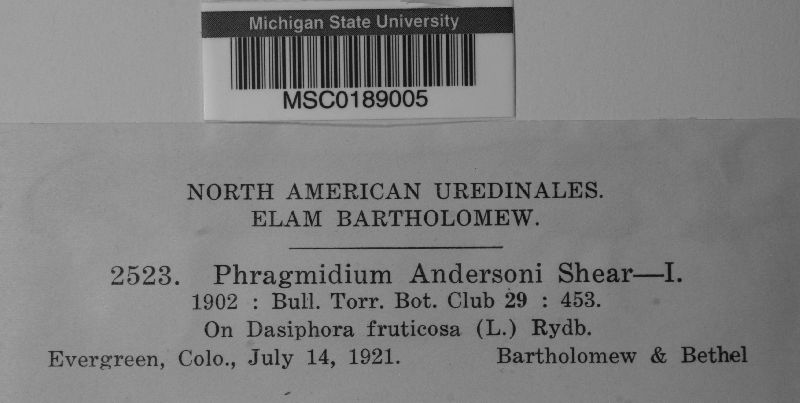 Michigan State University
MSC0189005
NORTH AMERICAN UREDINALES.
ELAM BARTHOLOMEW.
2523. Phragmidium Andersoni Shear—I.
1902 : Bull. Torr. Bot. Club 29 : 453.
On Dasiphora fruticosa (L.) Rydb.
Evergreen, Colo., July 14, 1921. Bartholomew & Bethel